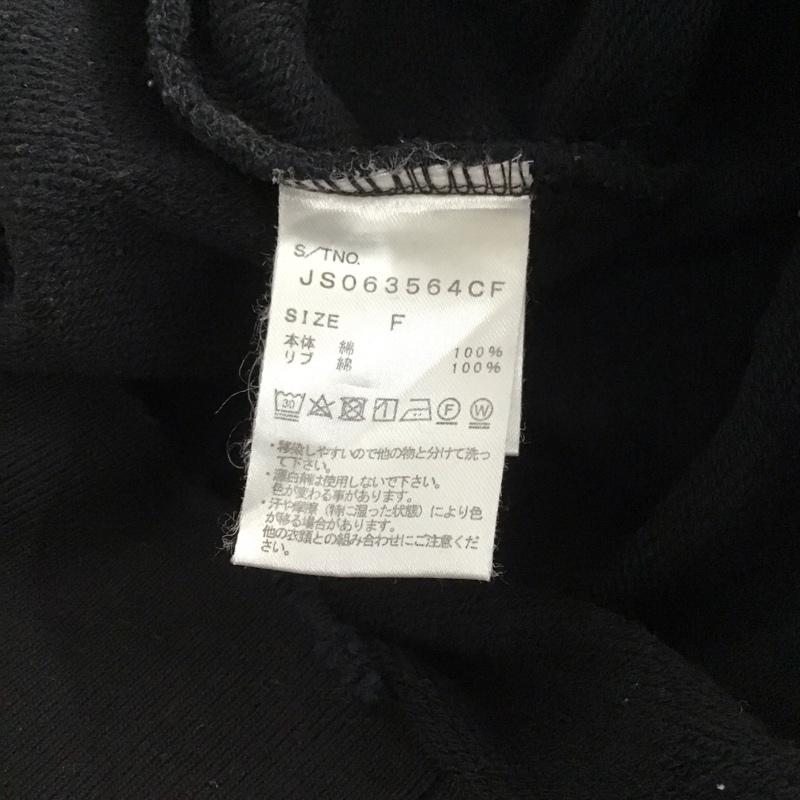 S/TNO.
JS063564CF
SIZE F
本体 綿 100%
リブ 綿 100%
30 F W
・移染しやすいので他の物と分けて洗っ
て下さい。
・漂白剤は使用しないで下さい。
色が変わる事があります。
・汗や摩擦(特に湿った状態)により色
が移る場合があります。
他の衣類との組み合わせにご注意くだ
さい。